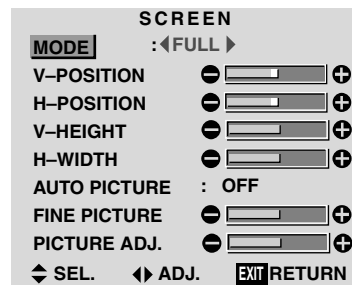 SCREEN
MODE : FULL
V–POSITION
H–POSITION
V–HEIGHT
H–WIDTH
AUTO PICTURE : OFF
FINE PICTURE
PICTURE ADJ.
SEL. ADJ. EXIT RETURN